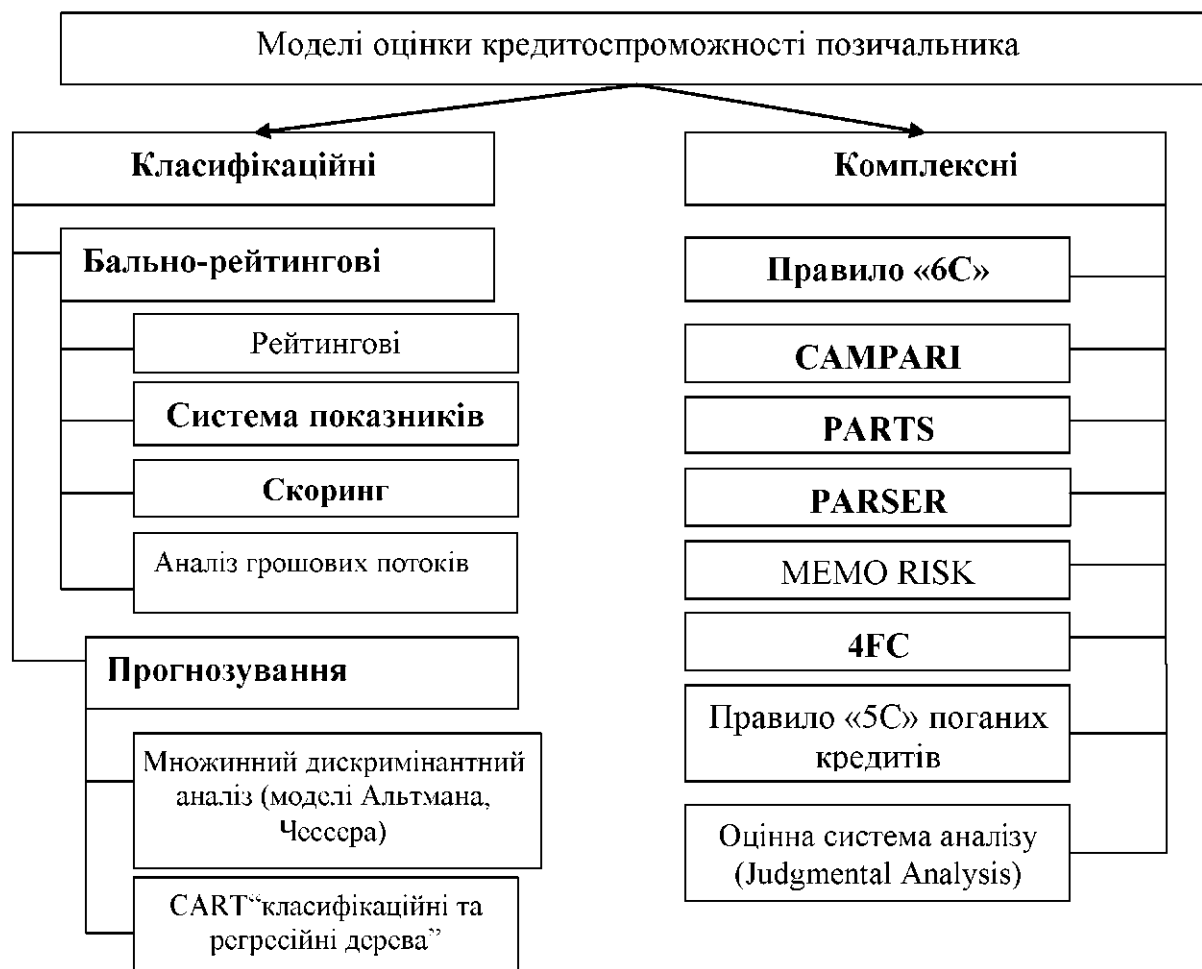 Моделі оцінки кредитоспроможності позичальника
Класифікаційні
Бально-рейтингові
Рейтингові
Система показників
Скоринг
Аналіз грошових потоків
Прогнозування
Множинний дискримінантний
аналіз (моделі Альтмана,
Чессера)
CART“класифікаційні та
регресійні дерева”
Комплексні
Правило «6С»
CAMPARI
PARTS
PARSER
MEMO RISK
4FC
Правило «5С» поганих
кредитів
Оцінна система аналізу
(Judgmental Analysis)